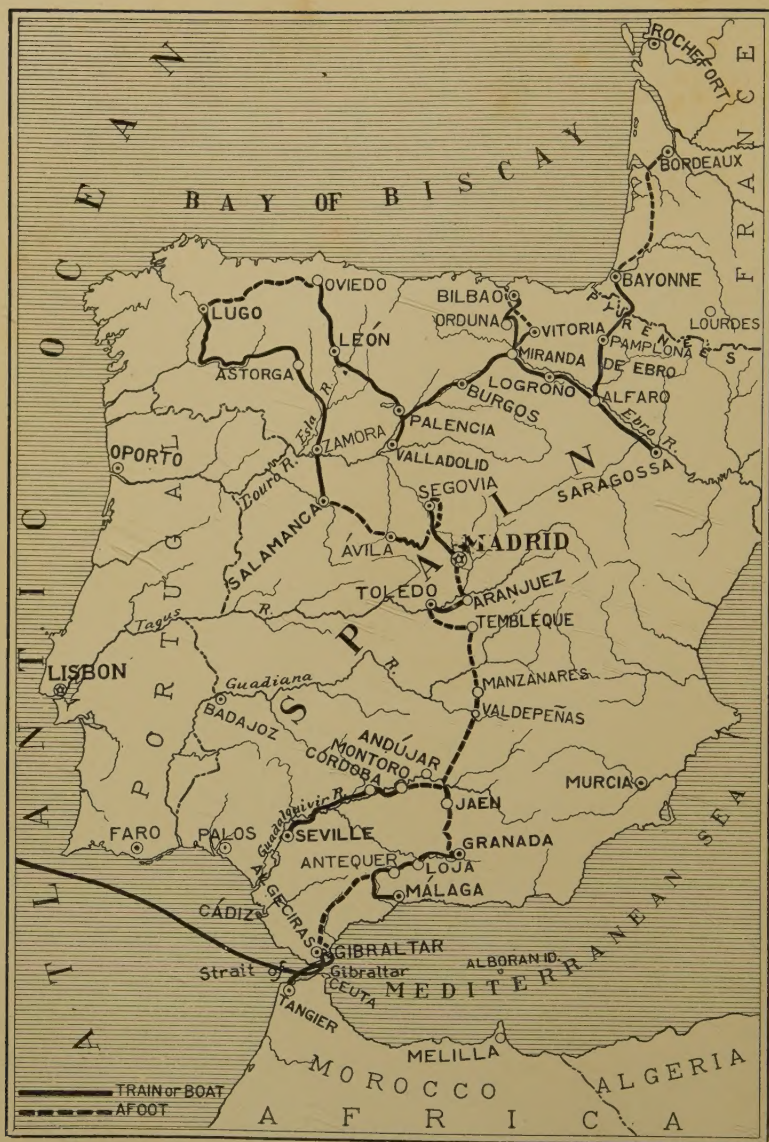 ROCHEFORT
FRANCE
BORDEAUX
ATLANTIC OCEAN
BAY OF BISCAY
BAYONNE
PYRENEES
LOURDES
OVIEDO
BILBAO
LUGO
ORDUNA
VITORIA
LEÓN
MIRANDA
DE EBRO
PAMPLONA
ASTORGA
LOGROÑO
ALFARO
BURGOS
Esla R.
PALENCIA
Ebro R.
ZAMORA
VALLADOLID
OPORTO
SARAGOSSA
Douro R.
SEGOVIA
SALAMANCA
SPAIN
ÁVILA
MADRID
PORTUGAL
TOLEDO
ARANJUEZ
Tagus R.
TEMBLEQUE
LISBON
Guadiana R.
MANZANARES
BADAJOZ
VALDEPEÑAS
ANDÚJAR
MONTORO
CÓRDOBA
MURCIA
Guadalquivir R.
JAEN
SEVILLE
FARO
PALOS
GRANADA
ANTEQUER
LOJA
MÁLAGA
ALGECIRAS
CÁDIZ
GIBRALTAR
ALBORAN ID.
Strait of Gibraltar
CEUTA
MEDITERRANEAN SEA
TANGIER
MELILLA
MOROCCO
ALGERIA
TRAIN or BOAT
AFOOT
AFRICA